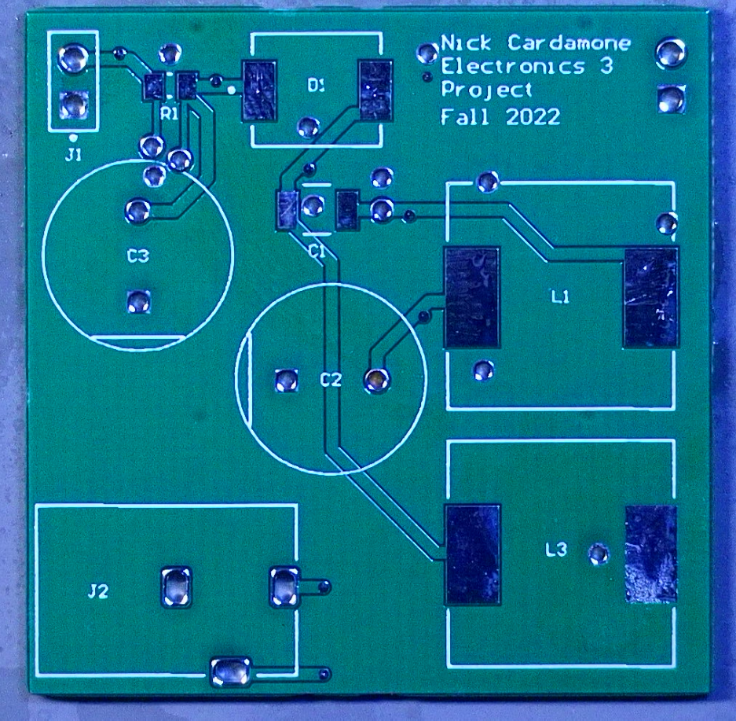 Nick Cardamone
Electronics 3
Project
Fall 2022
D1
R1
J1
C1
C3
L1
C2
L3
J2